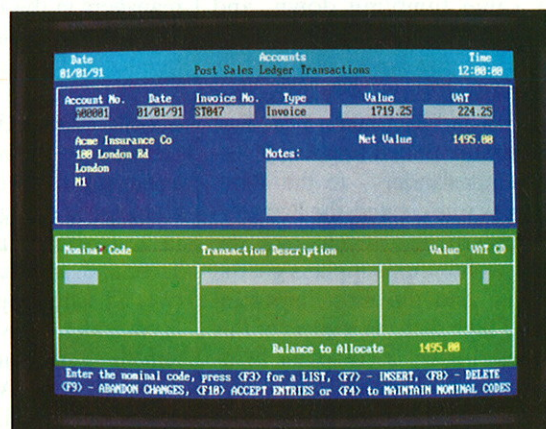 Date Accounts Time
01/01/91 Post Sales Ledger Transactions 12:00:00
Account No. Date Invoice No. Type Value VAT
A00001 01/01/91 ST047 Invoice 1719.25 224.25
Acme Insurance Co Net Value 1495.00
100 London Rd Notes:
London
N1
Nominal Code Transaction Description Value VAT CD
Balance to Allocate 1495.00
Enter the nominal code, press <F3> for a LIST, <F7> - INSERT, <F8> - DELETE
<F9> - ABANDON CHANGES, <F10> ACCEPT ENTRIES or <F4> to MAINTAIN NOMINAL CODES